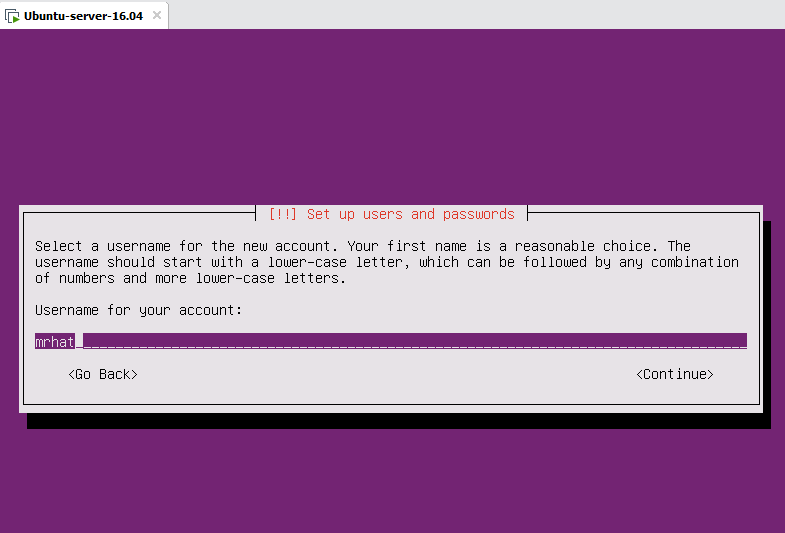 Ubuntu-server-16.04
[!!] Set up users and passwords
Select a username for the new account. Your first name is a reasonable choice. The
username should start with a lower-case letter, which can be followed by any combination
of numbers and more lower-case letters.
Username for your account:
mrhat
<Go Back> <Continue>